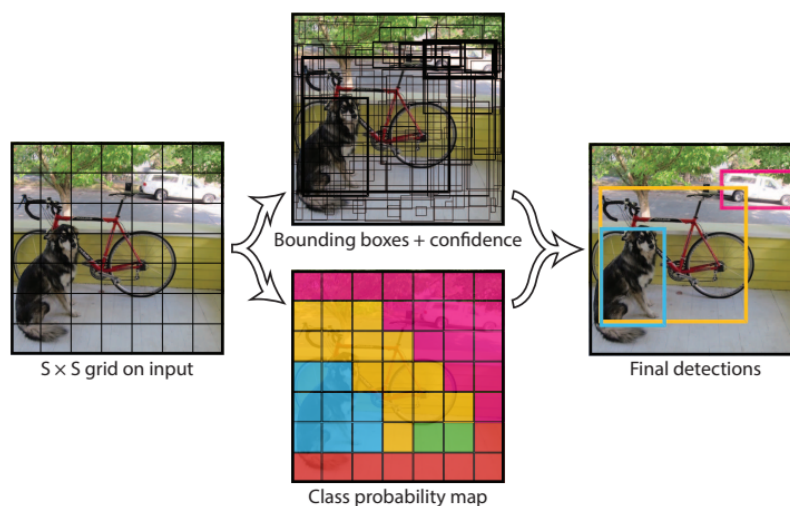 S × S grid on input
Bounding boxes + confidence
Class probability map
Final detections